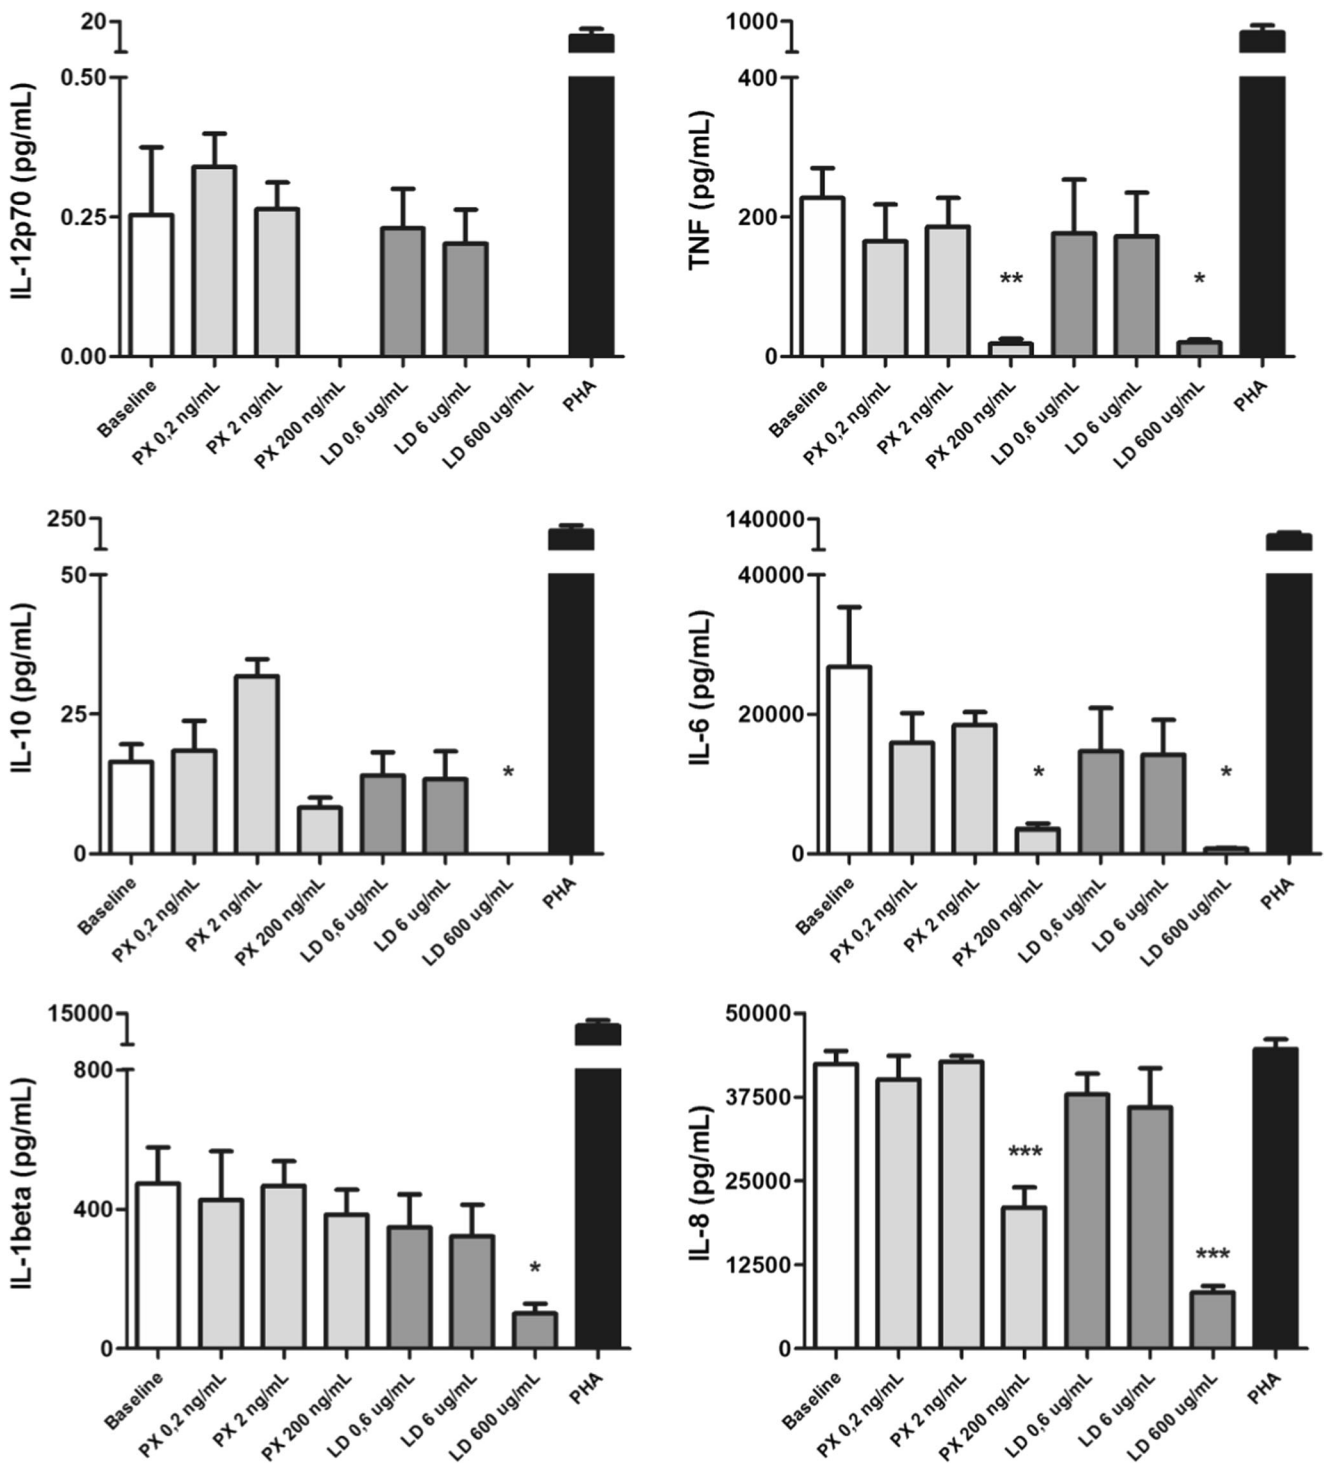 IL-12p70 (pg/mL)
20
0.50
0.25
0.00
Baseline
PX 0,2 ng/mL
PX 2 ng/mL
PX 200 ng/mL
LD 0,6 ug/mL
LD 6 ug/mL
LD 600 ug/mL
PHA
TNF (pg/mL)
1000
400
200
0
**
*
Baseline
PX 0,2 ng/mL
PX 2 ng/mL
PX 200 ng/mL
LD 0,6 ug/mL
LD 6 ug/mL
LD 600 ug/mL
PHA
IL-10 (pg/mL)
250
50
25
0
*
Baseline
PX 0,2 ng/mL
PX 2 ng/mL
PX 200 ng/mL
LD 0,6 ug/mL
LD 6 ug/mL
LD 600 ug/mL
PHA
IL-6 (pg/mL)
140000
40000
20000
0
*
*
Baseline
PX 0,2 ng/mL
PX 2 ng/mL
PX 200 ng/mL
LD 0,6 ug/mL
LD 6 ug/mL
LD 600 ug/mL
PHA
IL-1beta (pg/mL)
15000
800
400
0
*
Baseline
PX 0,2 ng/mL
PX 2 ng/mL
PX 200 ng/mL
LD 0,6 ug/mL
LD 6 ug/mL
LD 600 ug/mL
PHA
IL-8 (pg/mL)
50000
37500
25000
12500
0
***
***
Baseline
PX 0,2 ng/mL
PX 2 ng/mL
PX 200 ng/mL
LD 0,6 ug/mL
LD 6 ug/mL
LD 600 ug/mL
PHA